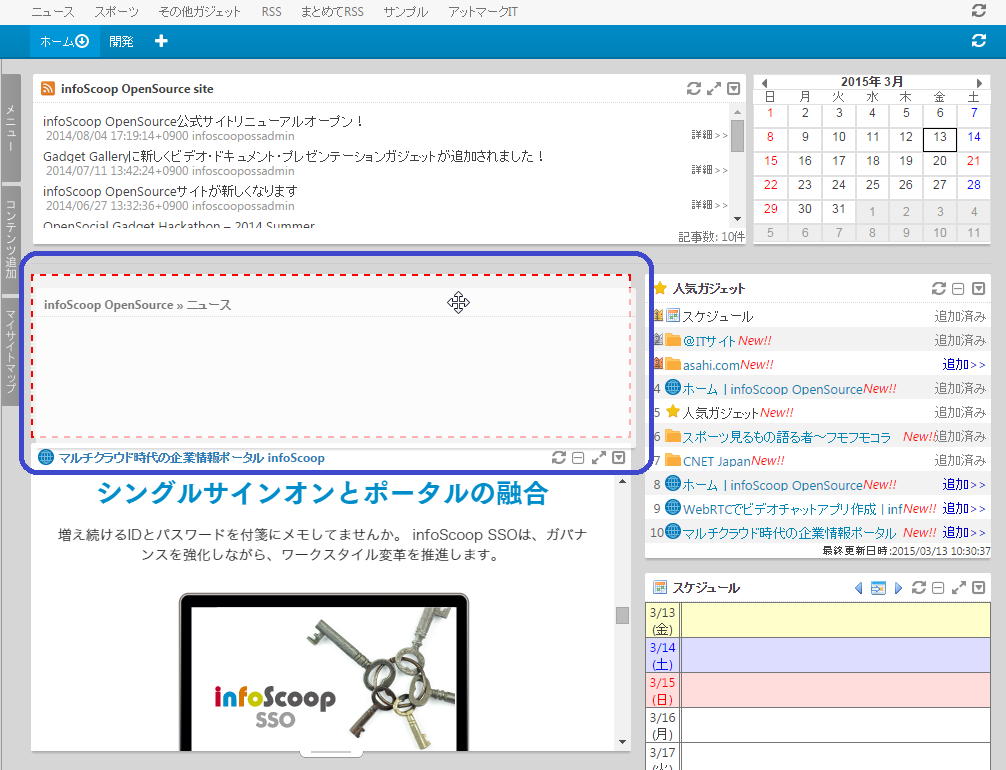 ニュース スポーツ その他ガジェット RSS まとめてRSS サンプル アットマークIT
ホーム 開発
メニュー
コンテンツ追加
マイサイトマップ
infoScoop OpenSource site
infoScoop OpenSource公式サイトリニューアルオープン！
2014/08/04 17:19:14+0900 infoscoopossadmin
詳細>>
Gadget Galleryに新しくビデオ・ドキュメント・プレゼンテーションガジェットが追加されました！
2014/07/11 13:42:24+0900 infoscoopossadmin
詳細>>
infoScoop OpenSourceサイトが新しくなります
2014/06/27 13:32:36+0900 infoscoopossadmin
詳細>>
OpenSocial Gadget Hackathon – 2014 Summer
記事数: 10件
2015年 3月
日 月 火 水 木 金 土
1 2 3 4 5 6 7
8 9 10 11 12 13 14
15 16 17 18 19 20 21
22 23 24 25 26 27 28
29 30 31 1 2 3 4
5 6 7 8 9 10 11
infoScoop OpenSource » ニュース
マルチクラウド時代の企業情報ポータル infoScoop
シングルサインオンとポータルの融合
増え続けるIDとパスワードを付箋にメモしてませんか。 infoScoop SSOは、ガバナ
ンスを強化しながら、ワークスタイル変革を推進します。
infoScoop
SSO
人気ガジェット
スケジュール 追加済み
@ITサイトNew!! 追加済み
asahi.comNew!! 追加>>
4 ホーム | infoScoop OpenSourceNew!! 追加済み
5 人気ガジェットNew!! 追加済み
6 スポーツ見るもの語る者～フモフモコラ New!! 追加済み
7 CNET JapanNew!! 追加済み
8 ホーム | infoScoop OpenSourceNew!! 追加>>
9 WebRTCでビデオチャットアプリ作成 | infNew!! 追加>>
10 マルチクラウド時代の企業情報ポータル New!! 追加>>
最終更新日時:2015/03/13 10:30:37
スケジュール
3/13
(金)
3/14
(土)
3/15
(日)
3/16
(月)
3/17
(火)